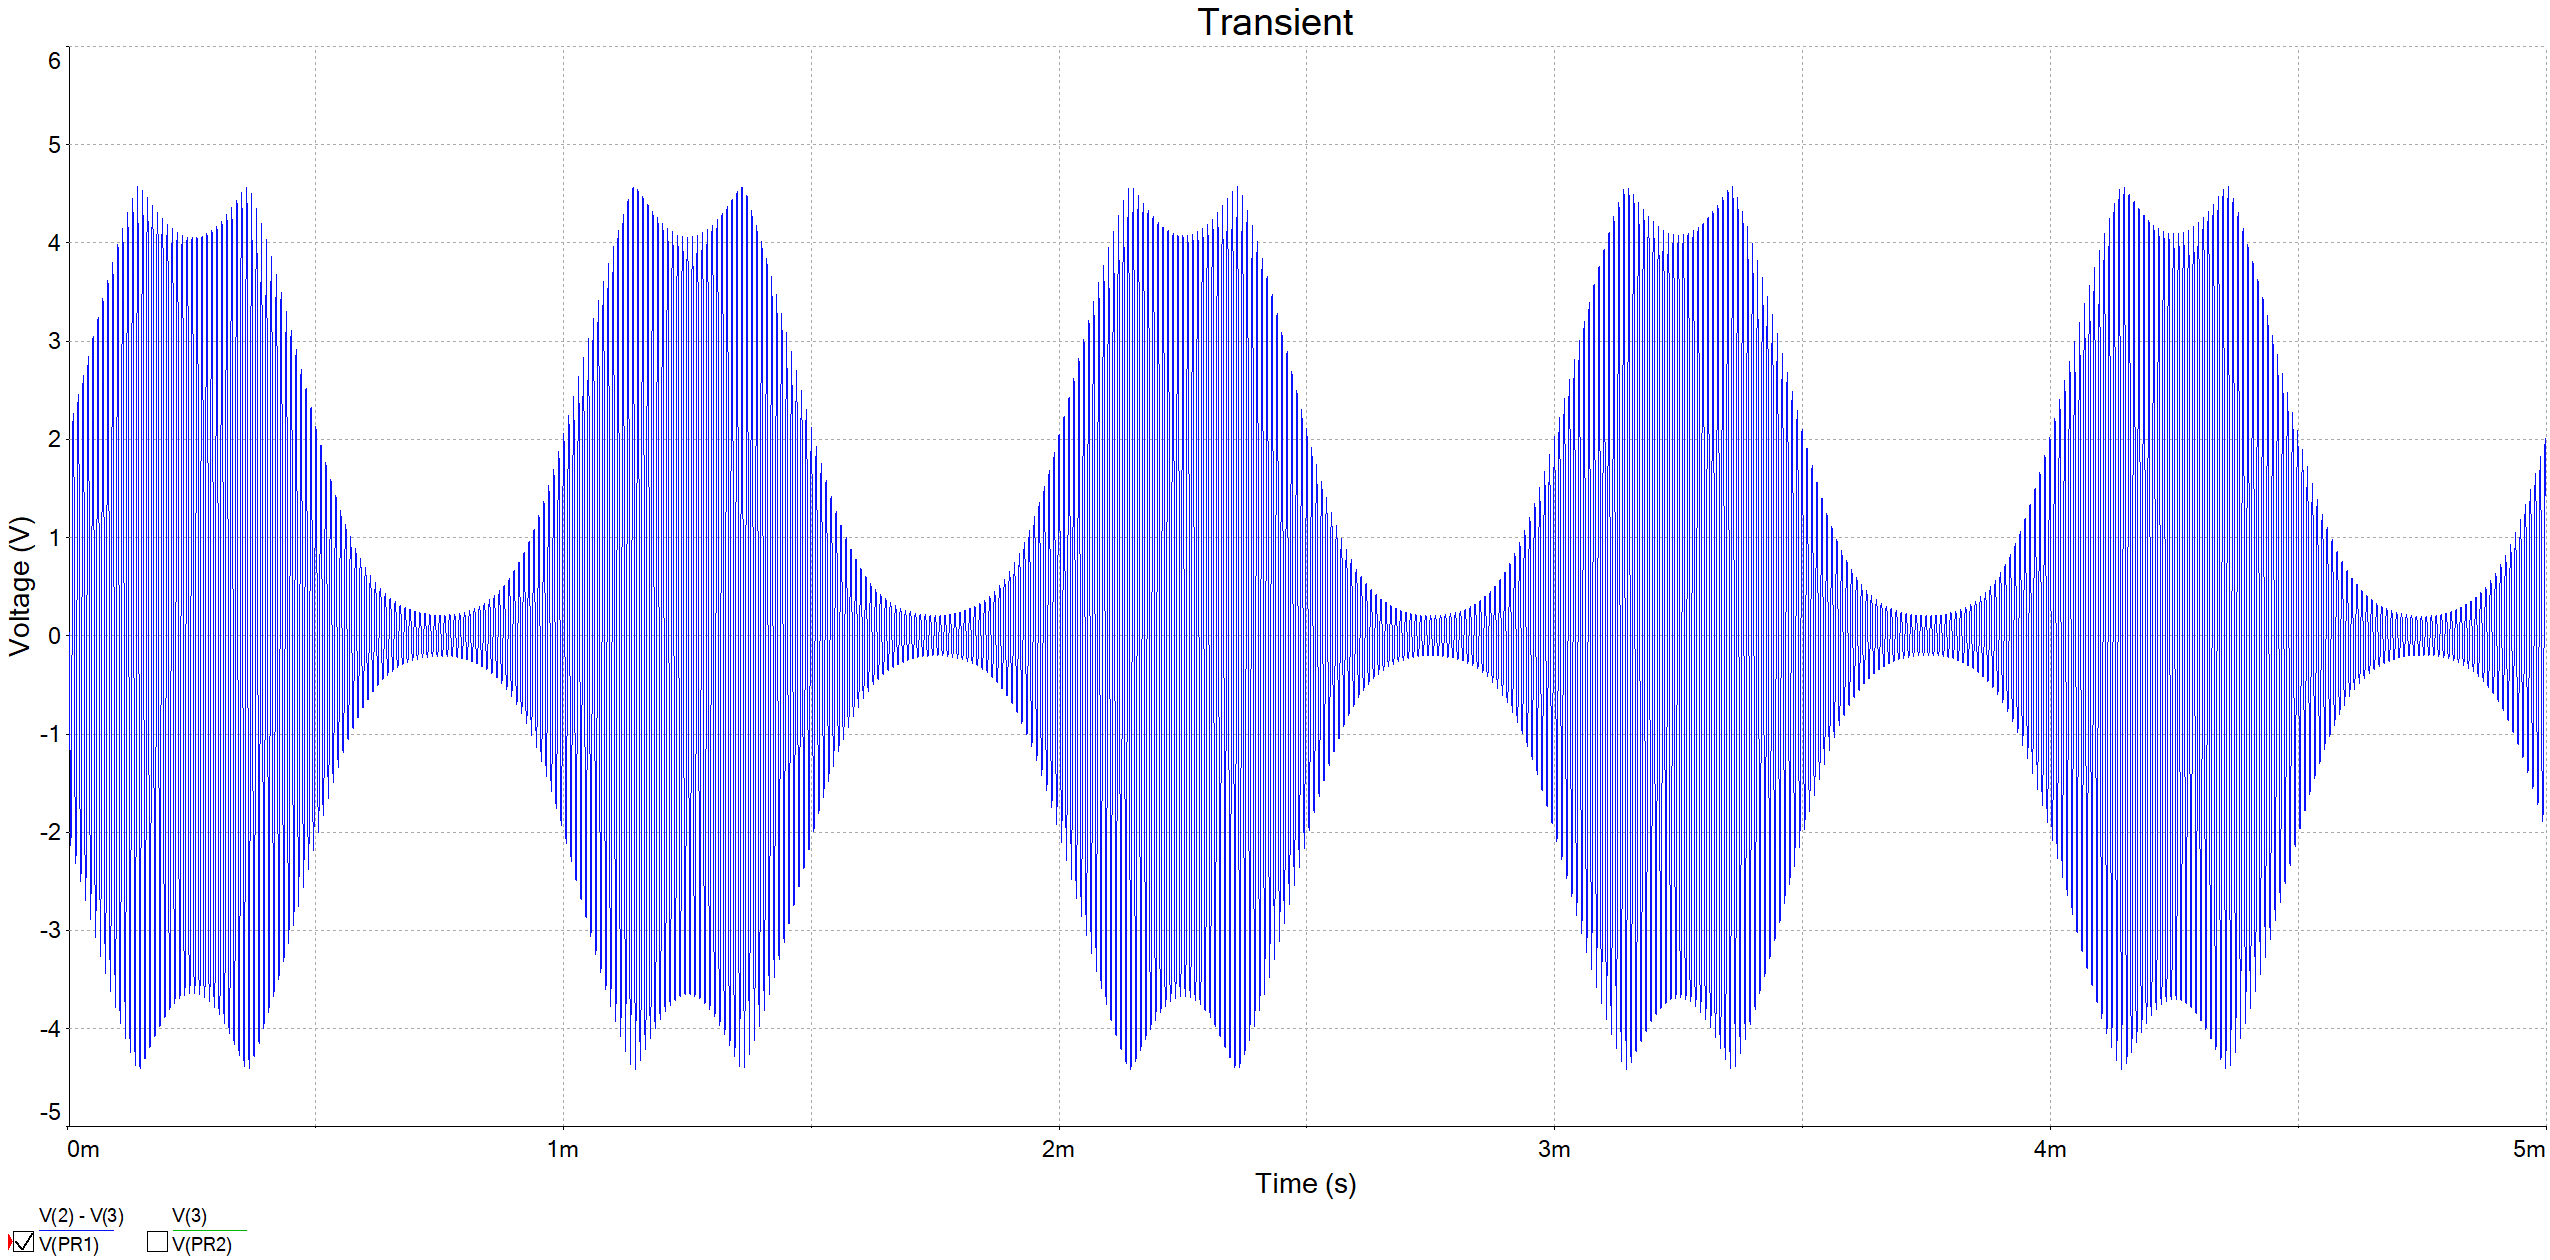 Transient
6
5
4
3
2
1
0
-1
-2
-3
-4
-5
Voltage (V)
0m 1m 2m 3m 4m 5m
Time (s)
V(2) - V(3) V(3)
V(PR1) V(PR2)